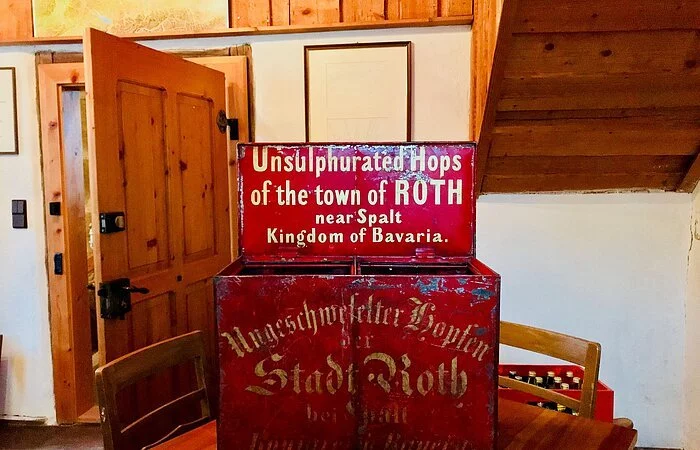 Unsulphurated Hops
of the town of ROTH
near Spalt
Kingdom of Bavaria.
Ungeschwefelter Hopfen
der
Stadt Roth
bei Spalt